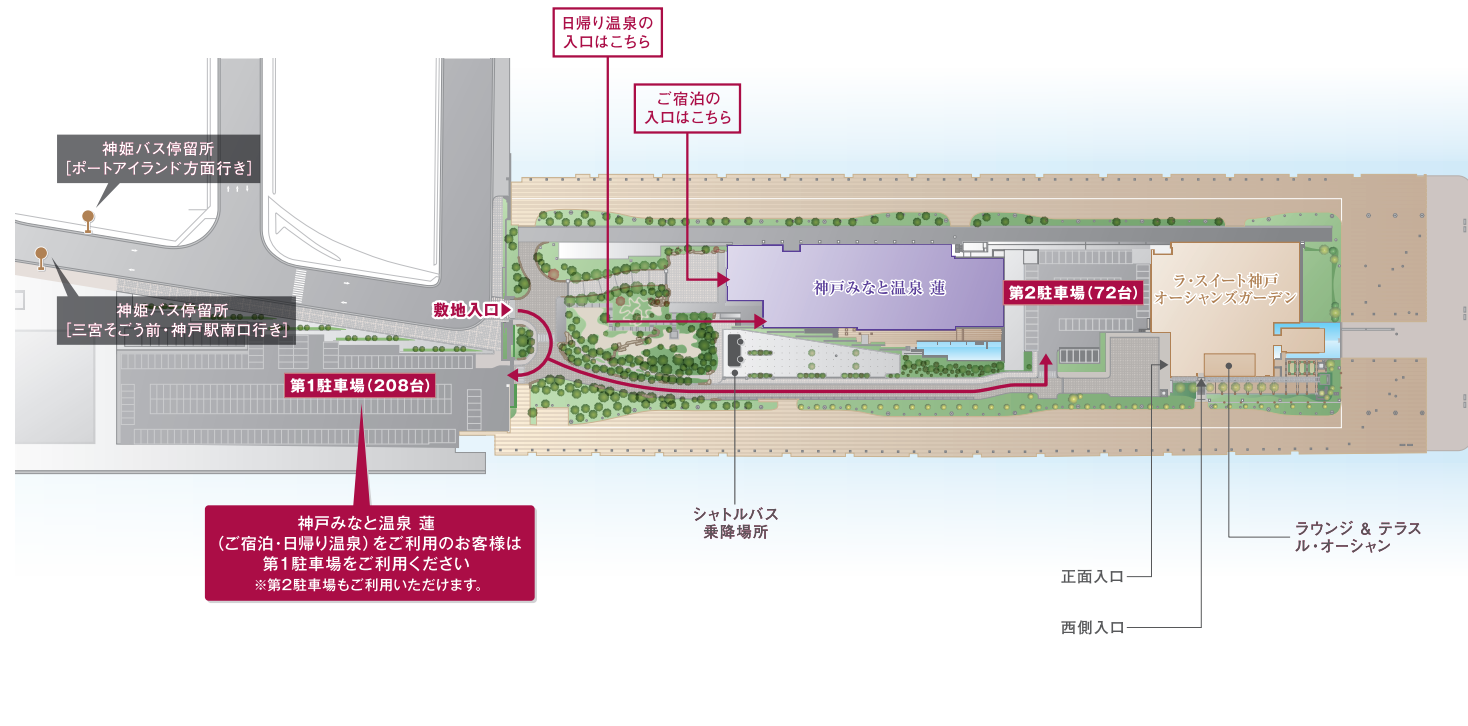 日帰り温泉の
入口はこちら
ご宿泊の
入口はこちら
神姫バス停留所
[ポートアイランド方面行き]
神姫バス停留所
[三宮そごう前・神戸駅南口行き]
敷地入口
神戸みなと温泉 蓮
第2駐車場(72台)
ラ・スイート神戸
オーシャンズガーデン
第1駐車場(208台)
神戸みなと温泉 蓮
(ご宿泊・日帰り温泉)をご利用のお客様は
第1駐車場をご利用ください
※第2駐車場もご利用いただけます。
シャトルバス
乗降場所
ラウンジ & テラス
ル・オーシャン
正面入口
西側入口